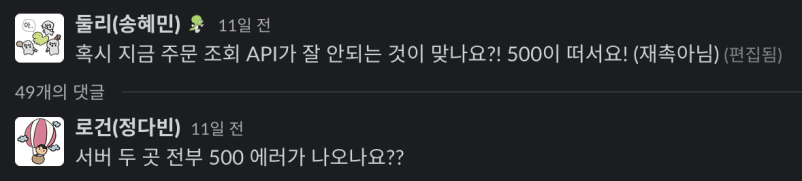 둘리(송혜민) 11일 전
혹시 지금 주문 조회 API가 잘 안되는 것이 맞나요?! 500이 떠서요! (재촉아님) (편집됨)
49개의 댓글
로건(정다빈) 11일 전
서버 두 곳 전부 500 에러가 나오나요??